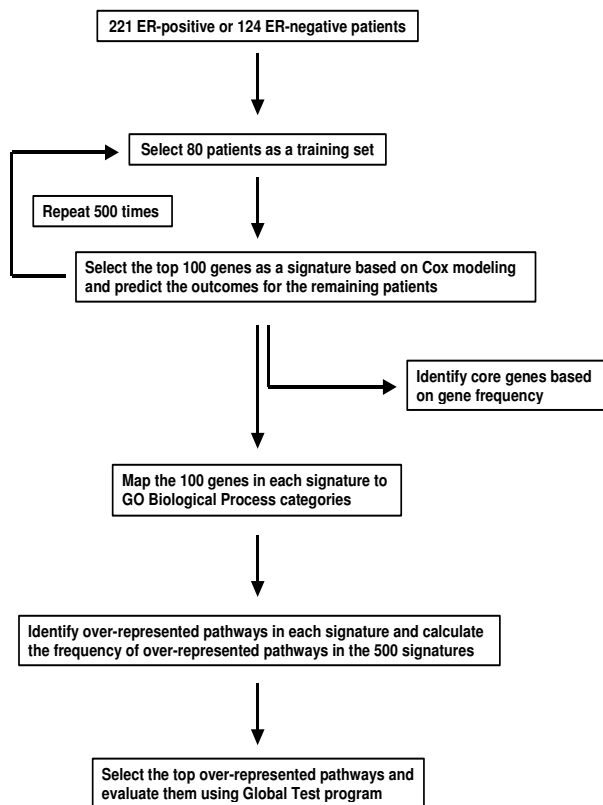 221 ER-positive or 124 ER-negative patients
Select 80 patients as a training set
Repeat 500 times
Select the top 100 genes as a signature based on Cox modeling
and predict the outcomes for the remaining patients
Identify core genes based
on gene frequency
Map the 100 genes in each signature to
GO Biological Process categories
Identify over-represented pathways in each signature and calculate
the frequency of over-represented pathways in the 500 signatures
Select the top over-represented pathways and
evaluate them using Global Test program